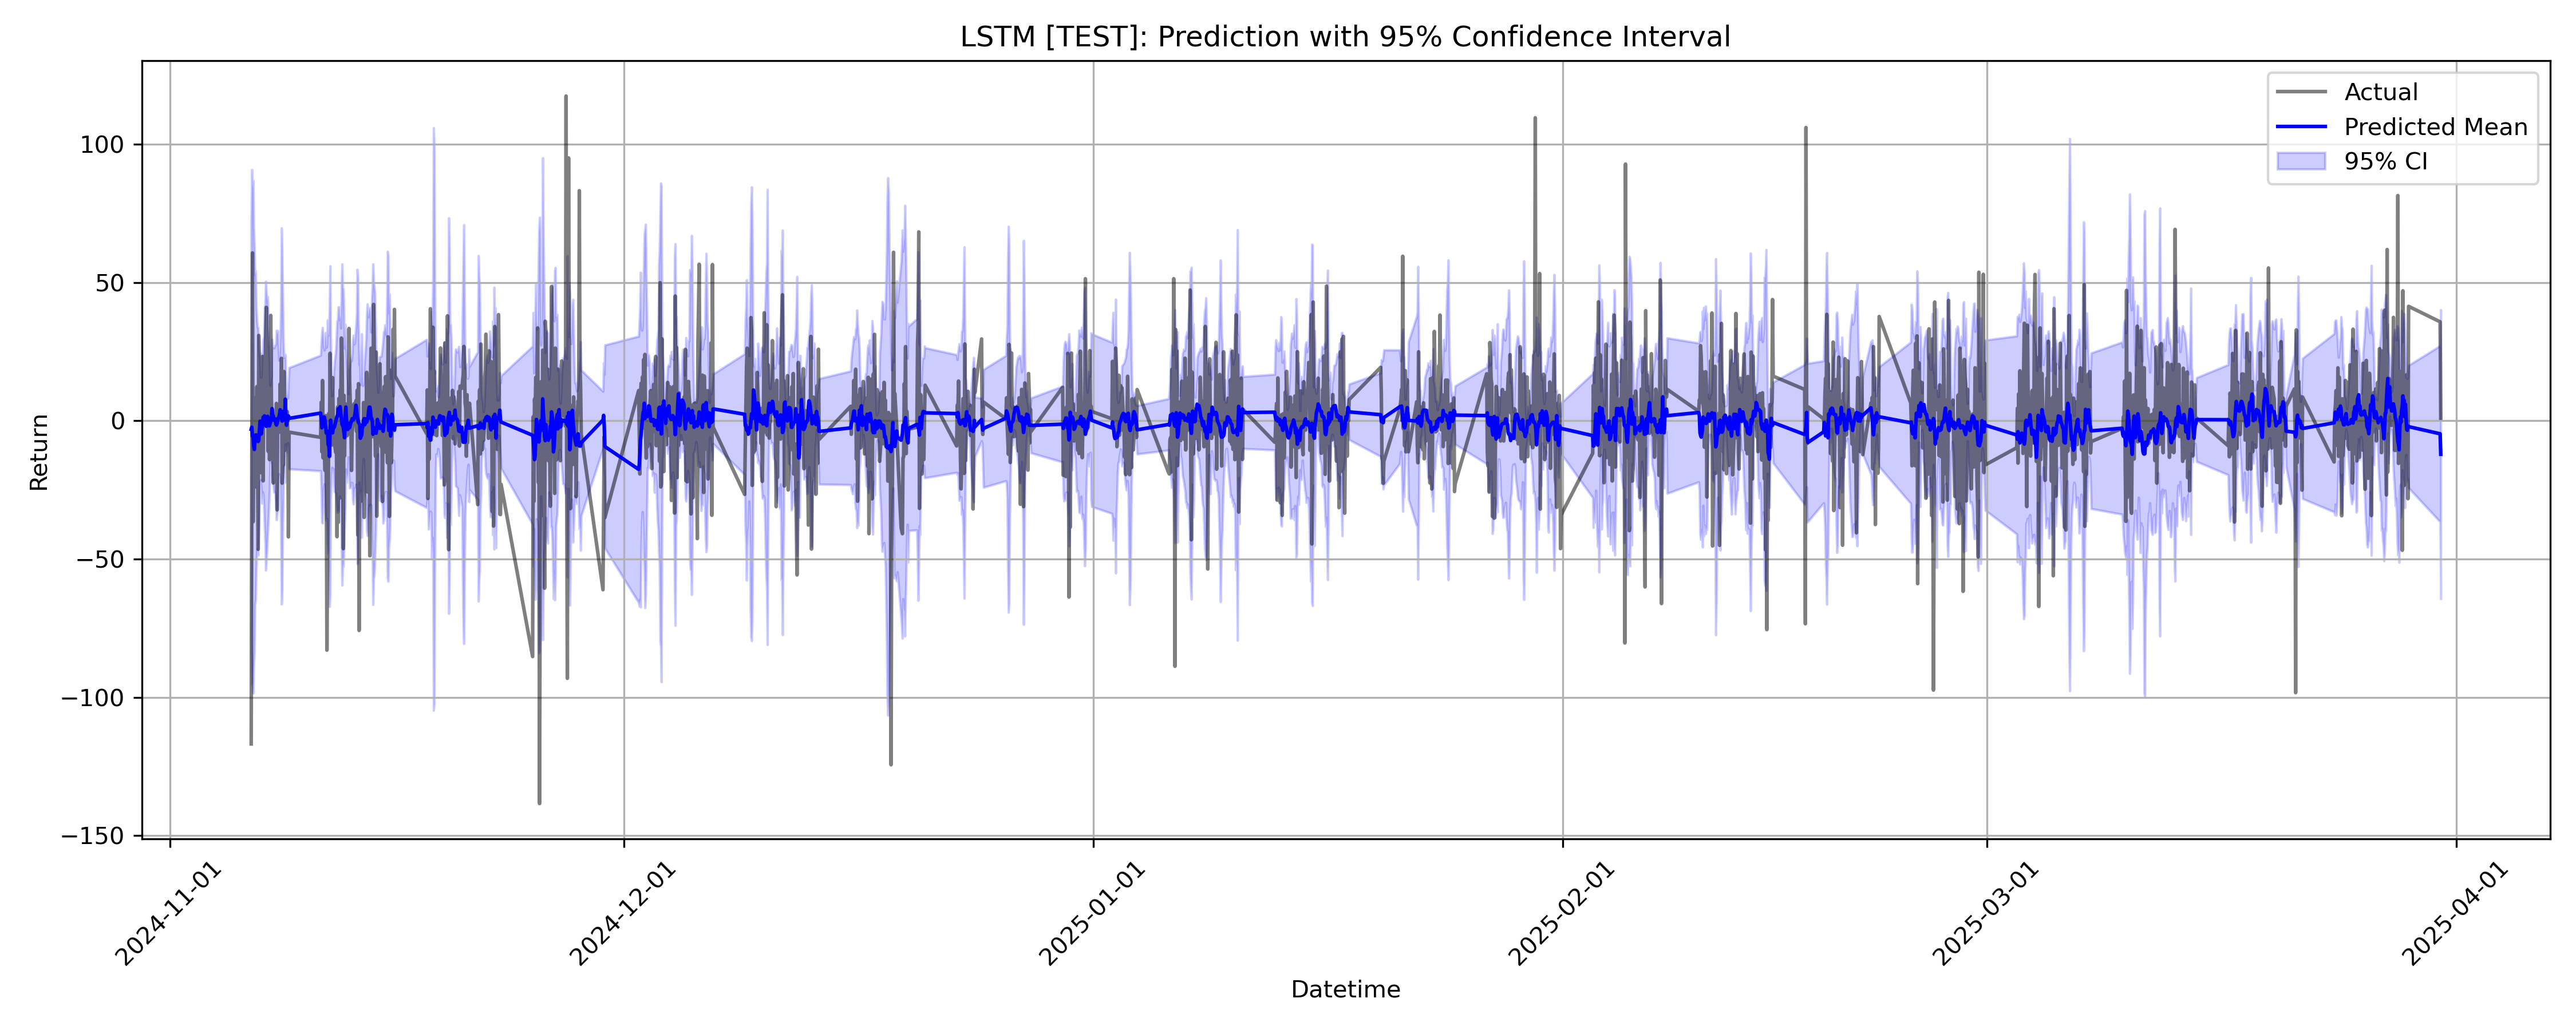 LSTM [TEST]: Prediction with 95% Confidence Interval
Actual
Predicted Mean
95% CI
Return
100
50
0
−50
−100
−150
2024-11-01
2024-12-01
2025-01-01
2025-02-01
2025-03-01
2025-04-01
Datetime